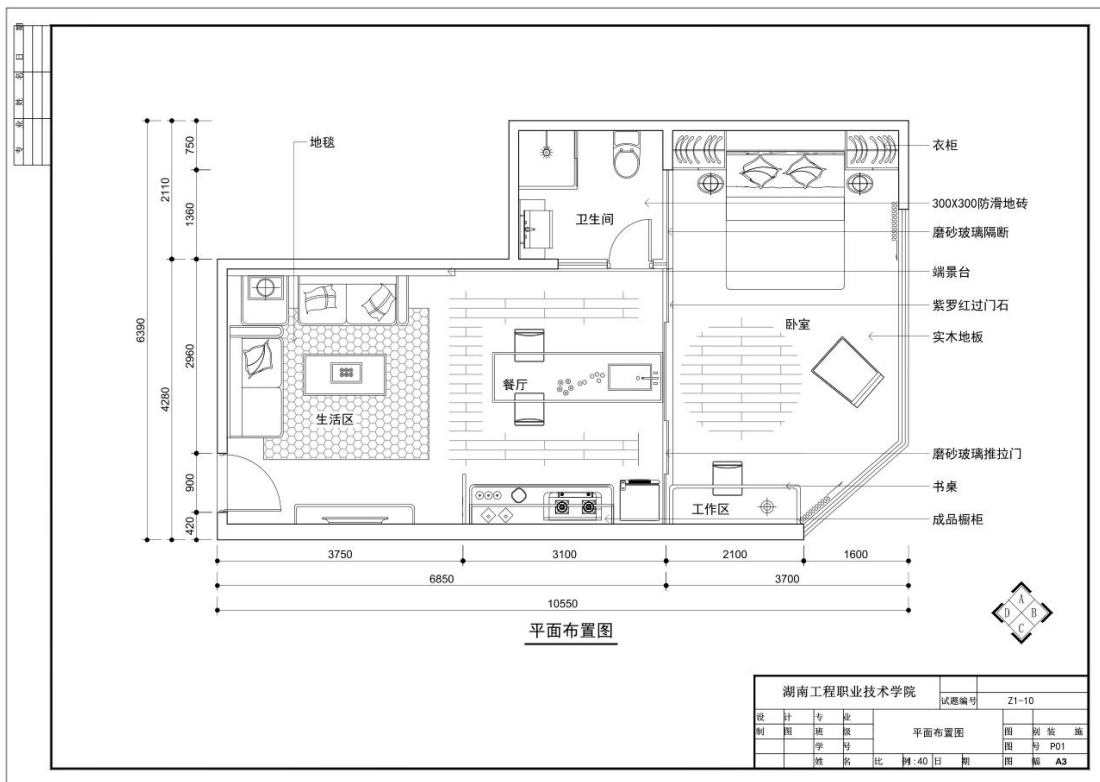 日 期
姓 名
专 业
地毯
衣柜
300X300防滑地砖
磨砂玻璃隔断
端景台
紫罗红过门石
实木地板
磨砂玻璃推拉门
书桌
成品橱柜
卫生间
卧室
餐厅
生活区
工作区
750
2110
1360
6390
2960
4280
900
420
3750
3100
2100
1600
6850
3700
10550
平面布置图
A
D B
C
湖南工程职业技术学院
试题编号 Z1-10
设 计 专 业
制 图 班 级 平面布置图 图 别 装 施
学 号 图 号 P01
姓 名 比 例 :40 日 期 图 幅 A3